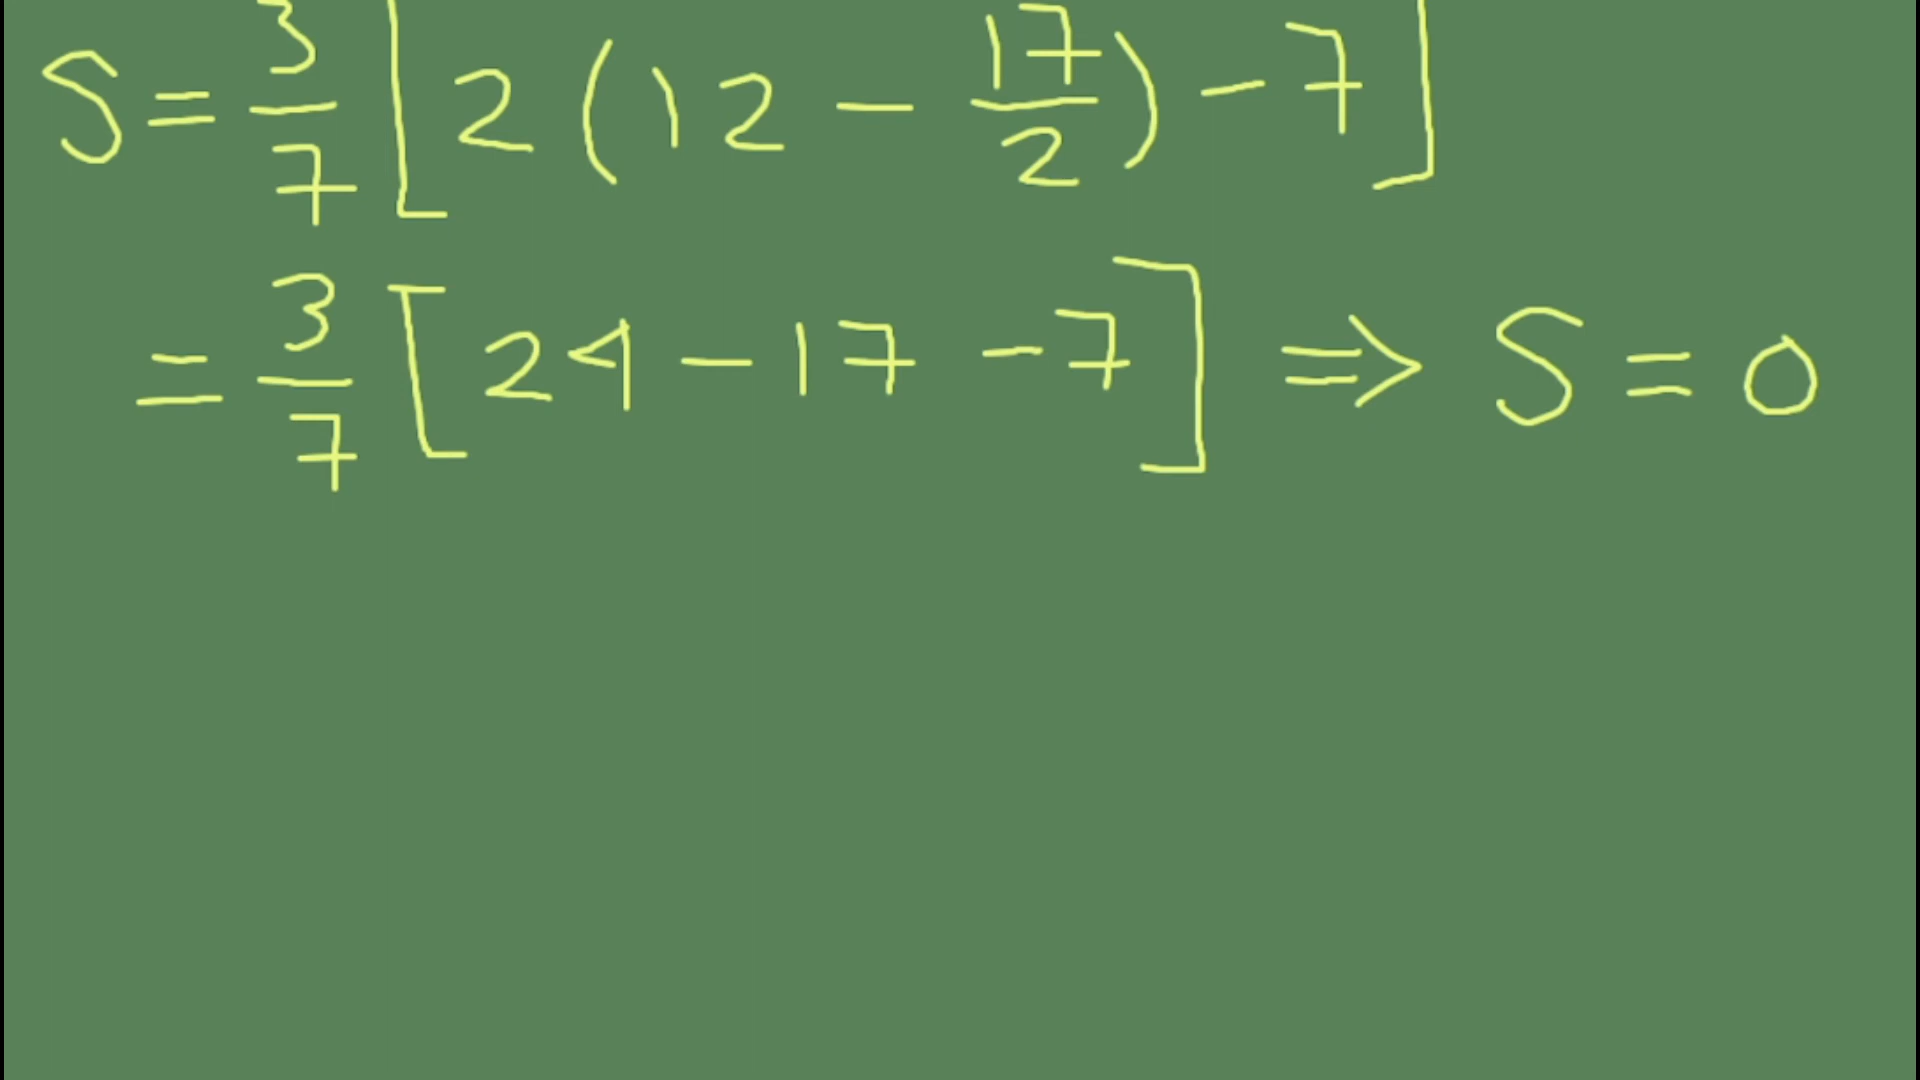 S = 3/7 [ 2 ( 12 - 17/2 ) - 7 ]
= 3/7 [ 24 - 17 - 7 ] ⇒ S = 0